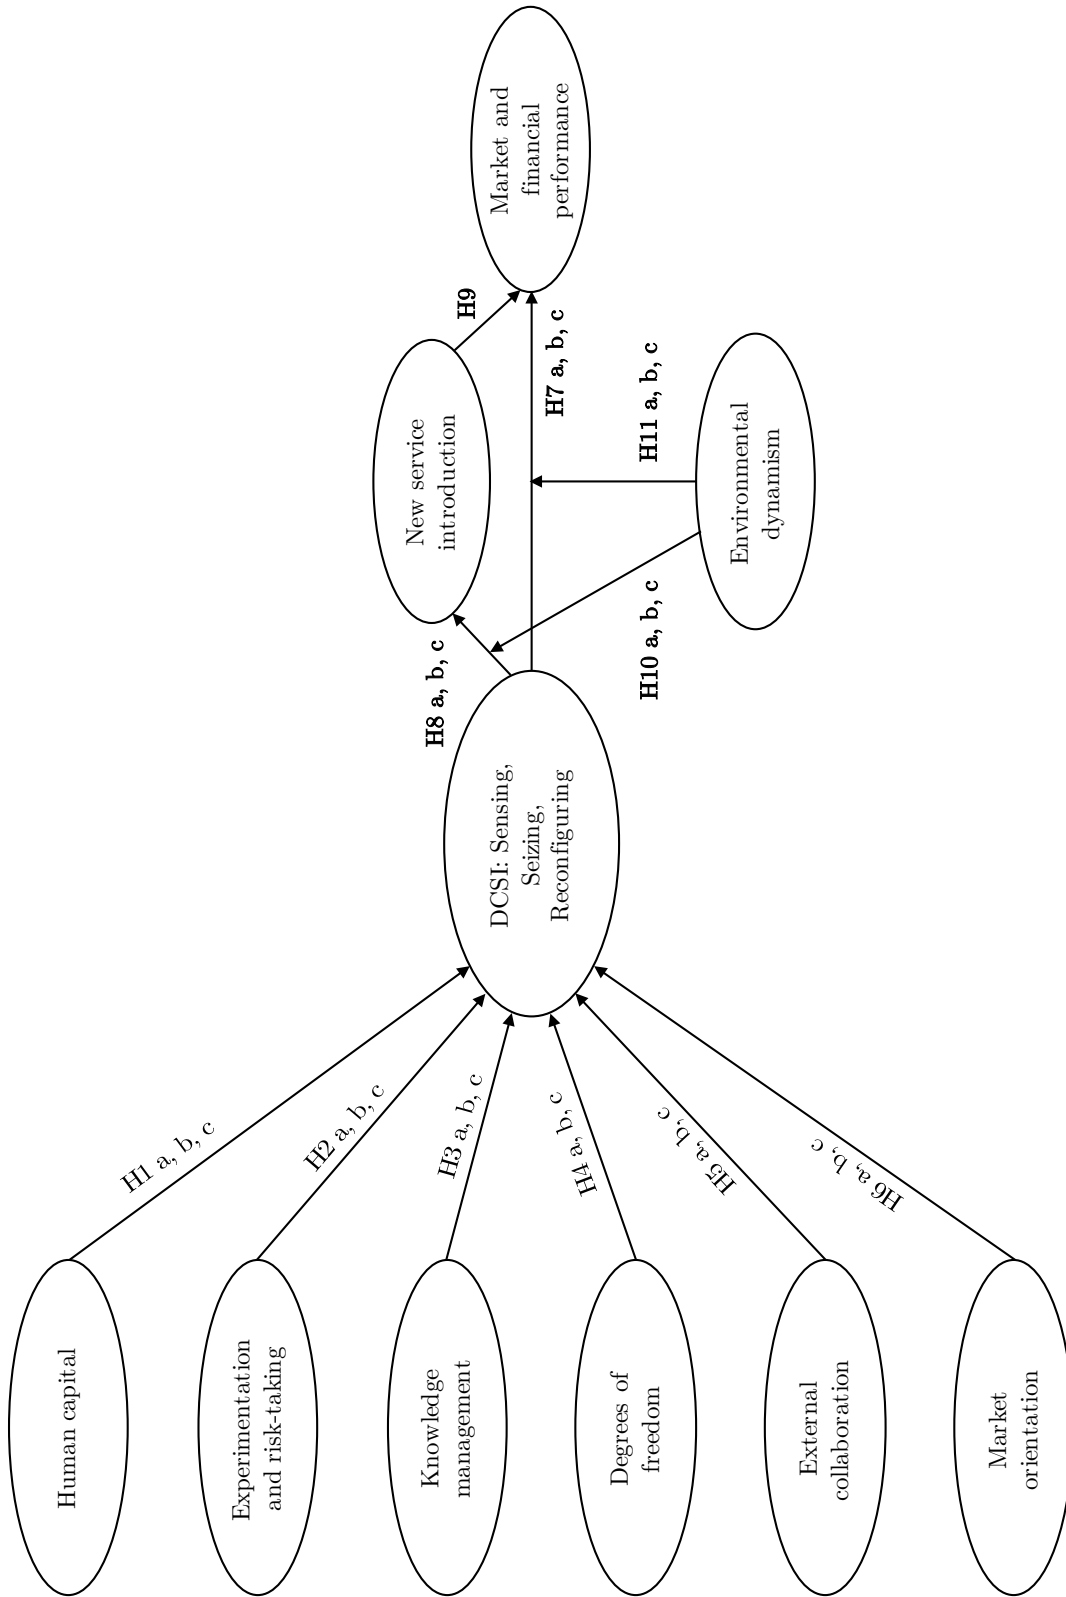 Human capital
Experimentation
and risk-taking
Knowledge
management
Degrees of
freedom
External
collaboration
Market
orientation
H1 a, b, c
H2 a, b, c
H3 a, b, c
H4 a, b, c
H5 a, b, c
H6 a, b, c
DCSI: Sensing,
Seizing,
Reconfiguring
H8 a, b, c
H10 a, b, c
New service
introduction
Environmental
dynamism
H9
H7 a, b, c
H11 a, b, c
Market and
financial
performance